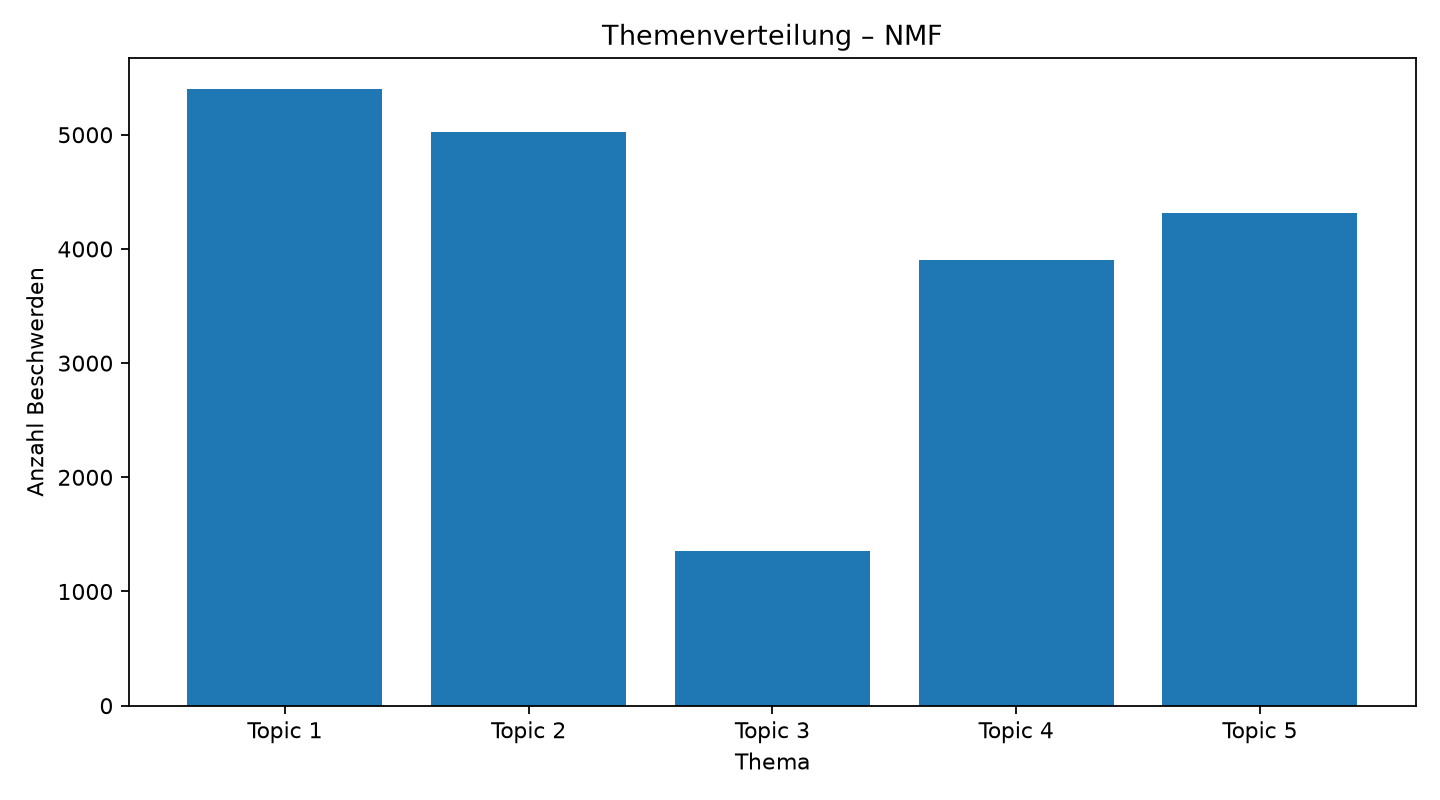 Themenverteilung – NMF
Anzahl Beschwerden
5000
4000
3000
2000
1000
0
Topic 1
Topic 2
Topic 3
Topic 4
Topic 5
Thema